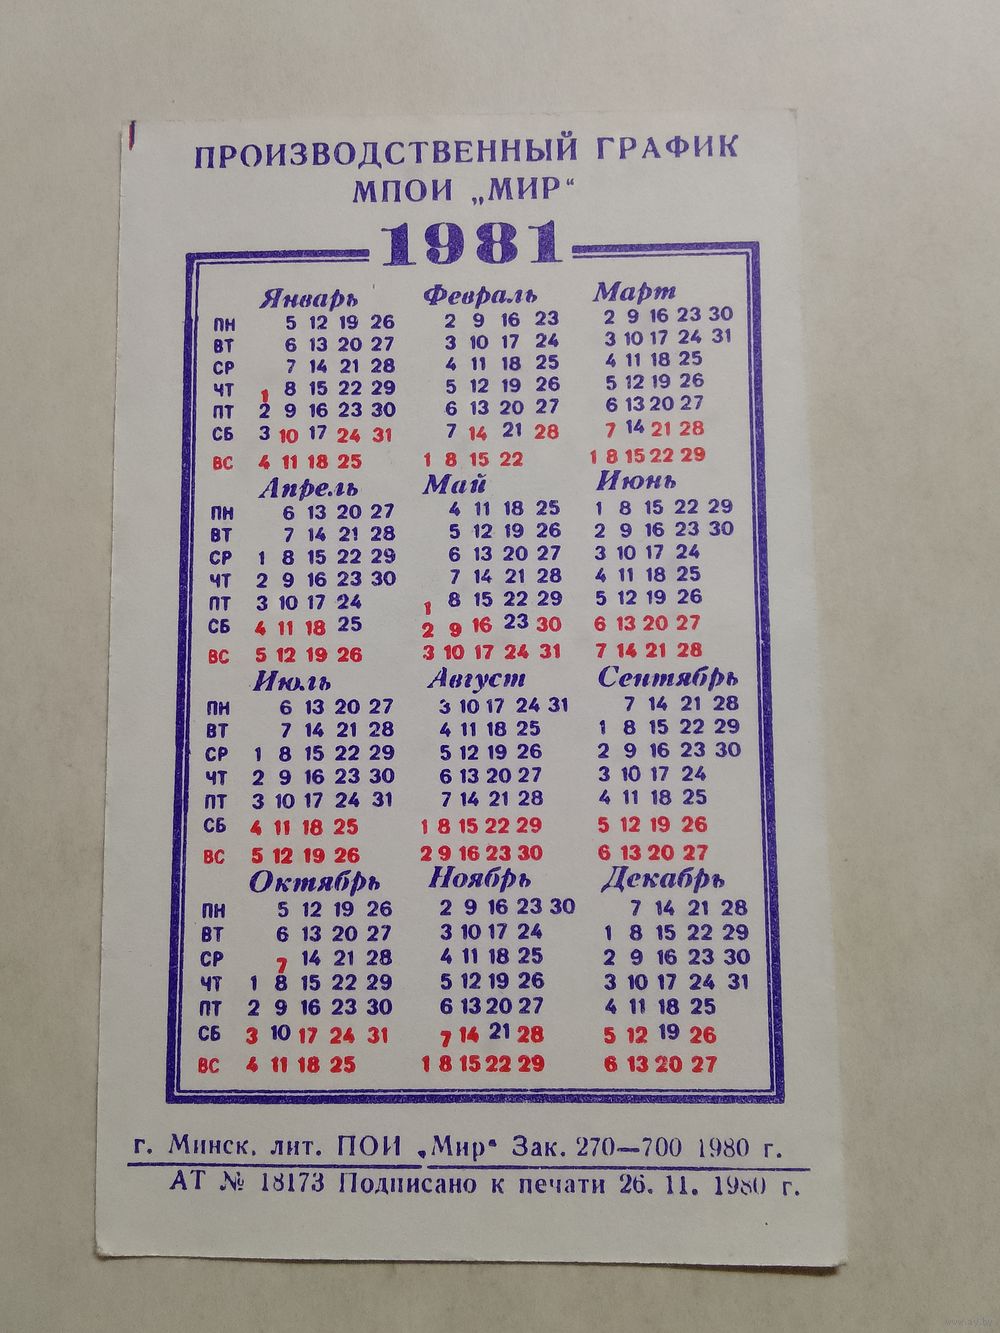 ПРОИЗВОДСТВЕННЫЙ ГРАФИК
МПОИ „МИР“
1981
Январь Февраль Март
ПН 5 12 19 26 2 9 16 23 2 9 16 23 30
ВТ 6 13 20 27 3 10 17 24 3 10 17 24 31
СР 7 14 21 28 4 11 18 25 4 11 18 25
ЧТ 1 8 15 22 29 5 12 19 26 5 12 19 26
ПТ 2 9 16 23 30 6 13 20 27 6 13 20 27
СБ 3 10 17 24 31 7 14 21 28 7 14 21 28
ВС 4 11 18 25 1 8 15 22 1 8 15 22 29
Апрель Май Июнь
ПН 6 13 20 27 4 11 18 25 1 8 15 22 29
ВТ 7 14 21 28 5 12 19 26 2 9 16 23 30
СР 1 8 15 22 29 6 13 20 27 3 10 17 24
ЧТ 2 9 16 23 30 7 14 21 28 4 11 18 25
ПТ 3 10 17 24 1 8 15 22 29 5 12 19 26
СБ 4 11 18 25 2 9 16 23 30 6 13 20 27
ВС 5 12 19 26 3 10 17 24 31 7 14 21 28
Июль Август Сентябрь
ПН 6 13 20 27 3 10 17 24 31 7 14 21 28
ВТ 7 14 21 28 4 11 18 25 1 8 15 22 29
СР 1 8 15 22 29 5 12 19 26 2 9 16 23 30
ЧТ 2 9 16 23 30 6 13 20 27 3 10 17 24
ПТ 3 10 17 24 31 7 14 21 28 4 11 18 25
СБ 4 11 18 25 1 8 15 22 29 5 12 19 26
ВС 5 12 19 26 2 9 16 23 30 6 13 20 27
Октябрь Ноябрь Декабрь
ПН 5 12 19 26 2 9 16 23 30 7 14 21 28
ВТ 6 13 20 27 3 10 17 24 1 8 15 22 29
СР 7 14 21 28 4 11 18 25 2 9 16 23 30
ЧТ 1 8 15 22 29 5 12 19 26 3 10 17 24 31
ПТ 2 9 16 23 30 6 13 20 27 4 11 18 25
СБ 3 10 17 24 31 7 14 21 28 5 12 19 26
ВС 4 11 18 25 1 8 15 22 29 6 13 20 27
г. Минск. лит. ПОИ „Мир“ Зак. 270—700 1980 г.
АТ № 18173 Подписано к печати 26. 11. 1980 г.
www.ay.by